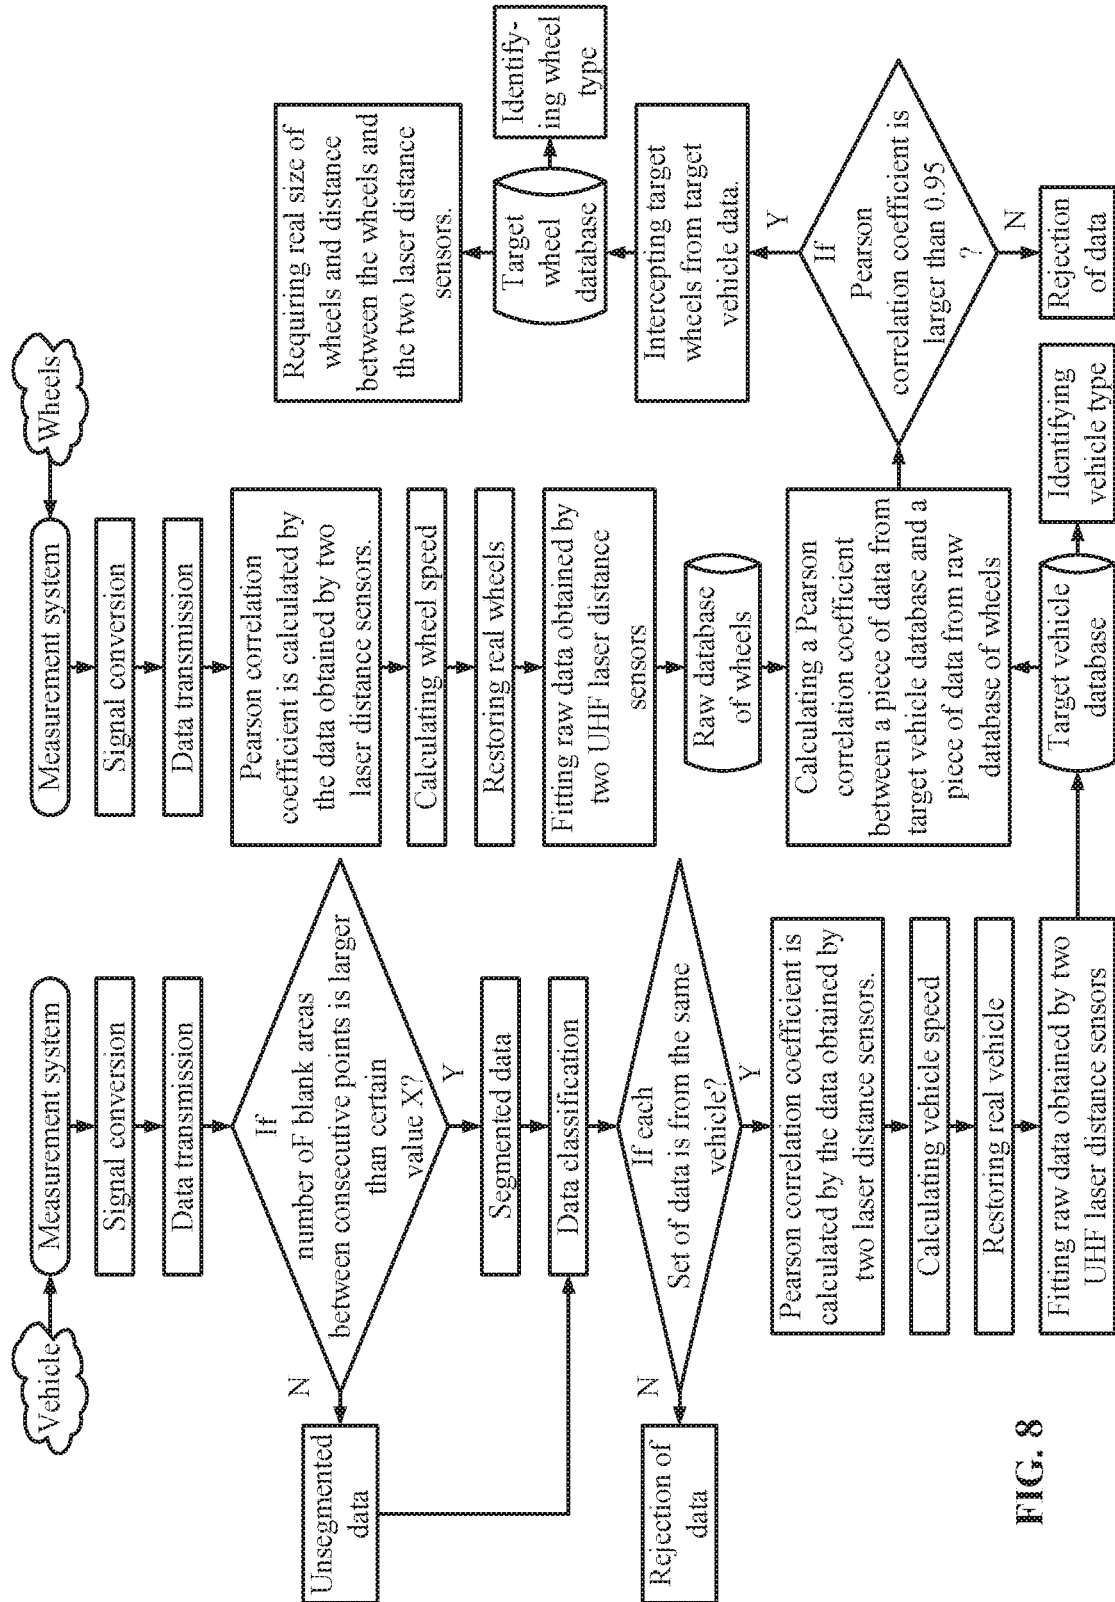 Vehicle
Measurement system
Signal conversion
Data transmission
If
number oF blank areas
between consecutive points is larger
than certain
value X?
N
Y
Unsegmented
data
Segmented data
Data classification
If each
Set of data is from the same
vehicle?
N
Y
Rejection of
data
Pearson correlation coefficient is
calculated by the data obtained by
two laser distance sensors.
Calculating vehicle speed
Restoring real vehicle
Fitting raw data obtained by two
UHF laser distance sensors
Wheels
Measurement system
Signal conversion
Data transmission
Pearson correlation
coefficient is calculated by
the data obtained by two
laser distance sensors.
Calculating wheel speed
Restoring real wheels
Fitting raw data obtained by
two UHF laser distance
sensors
Raw database
of wheels
Calculating a Pearson
correlation coefficient
between a piece of data from
target vehicle database and a
piece of data from raw
database of wheels
Target vehicle
database
Identifying
vehicle type
Requiring real size of
wheels and distance
between the wheels and
the two laser distance
sensors.
Target
wheel
database
Identify-
ing wheel
type
Intercepting target
wheels from target
vehicle data.
Y
If
Pearson
correlation coefficient is
larger than 0.95
?
N
Rejection
of data
FIG. 8